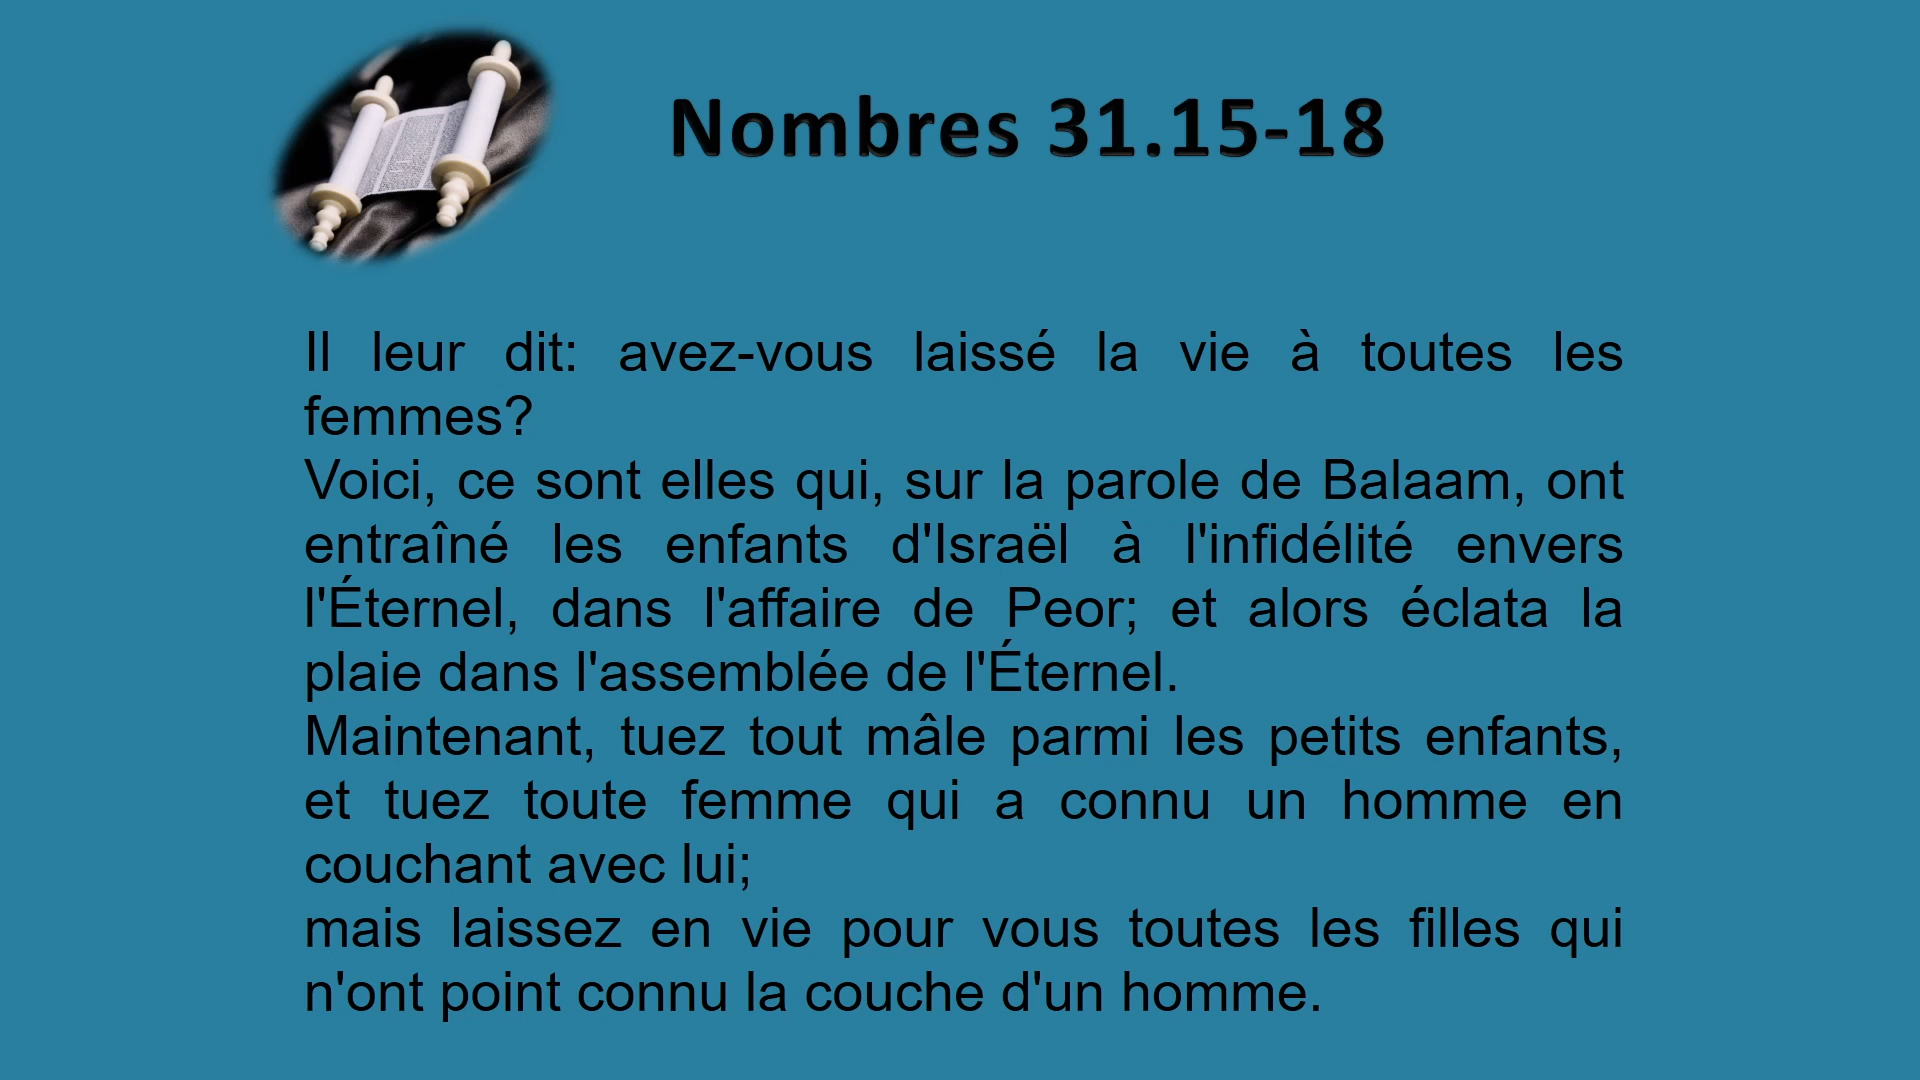 Nombres 31.15-18
Il leur dit: avez-vous laissé la vie à toutes les
femmes?
Voici, ce sont elles qui, sur la parole de Balaam, ont
entraîné les enfants d'Israël à l'infidélité envers
l'Éternel, dans l'affaire de Peor; et alors éclata la
plaie dans l'assemblée de l'Éternel.
Maintenant, tuez tout mâle parmi les petits enfants,
et tuez toute femme qui a connu un homme en
couchant avec lui;
mais laissez en vie pour vous toutes les filles qui
n'ont point connu la couche d'un homme.